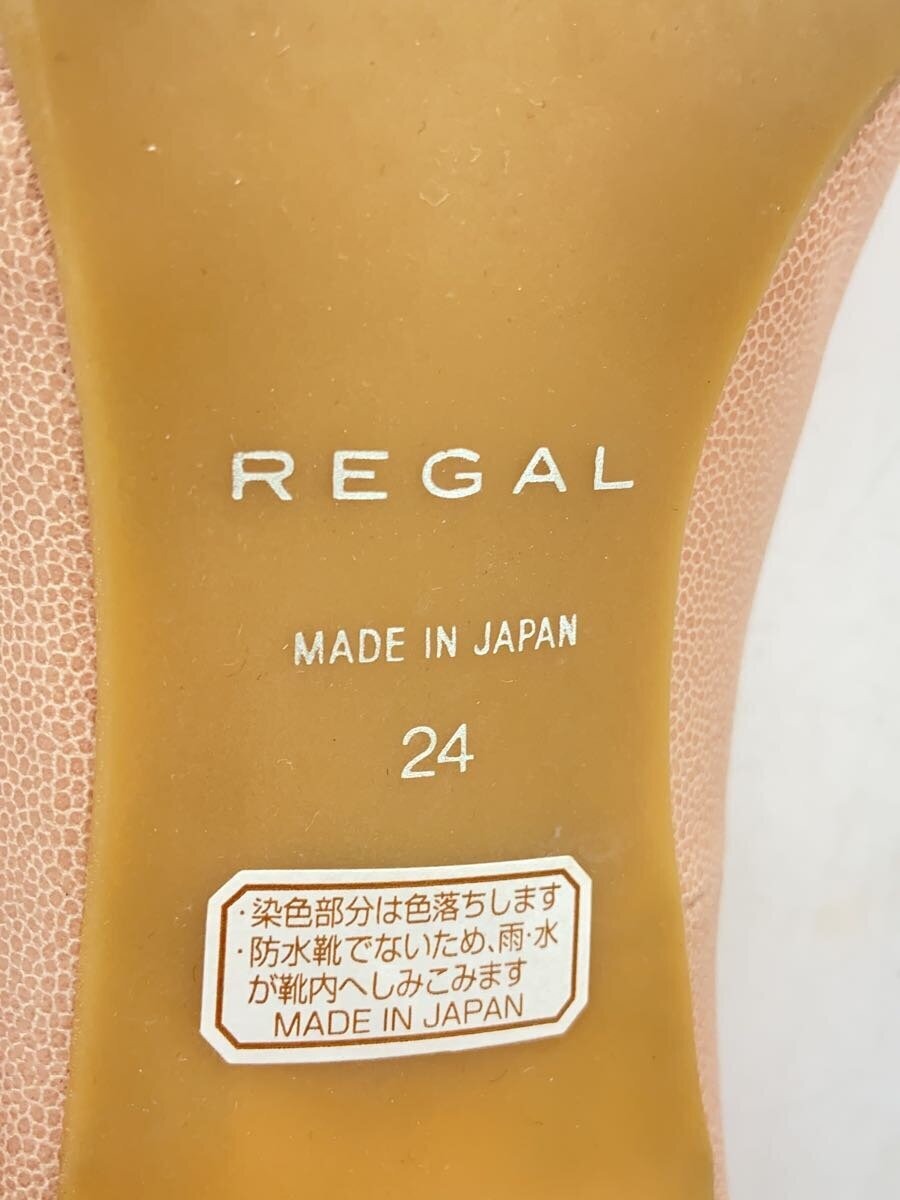 REGAL
MADE IN JAPAN
24
・染色部分は色落ちします
・防水靴でないため、雨・水
が靴内へしみこみます
MADE IN JAPAN